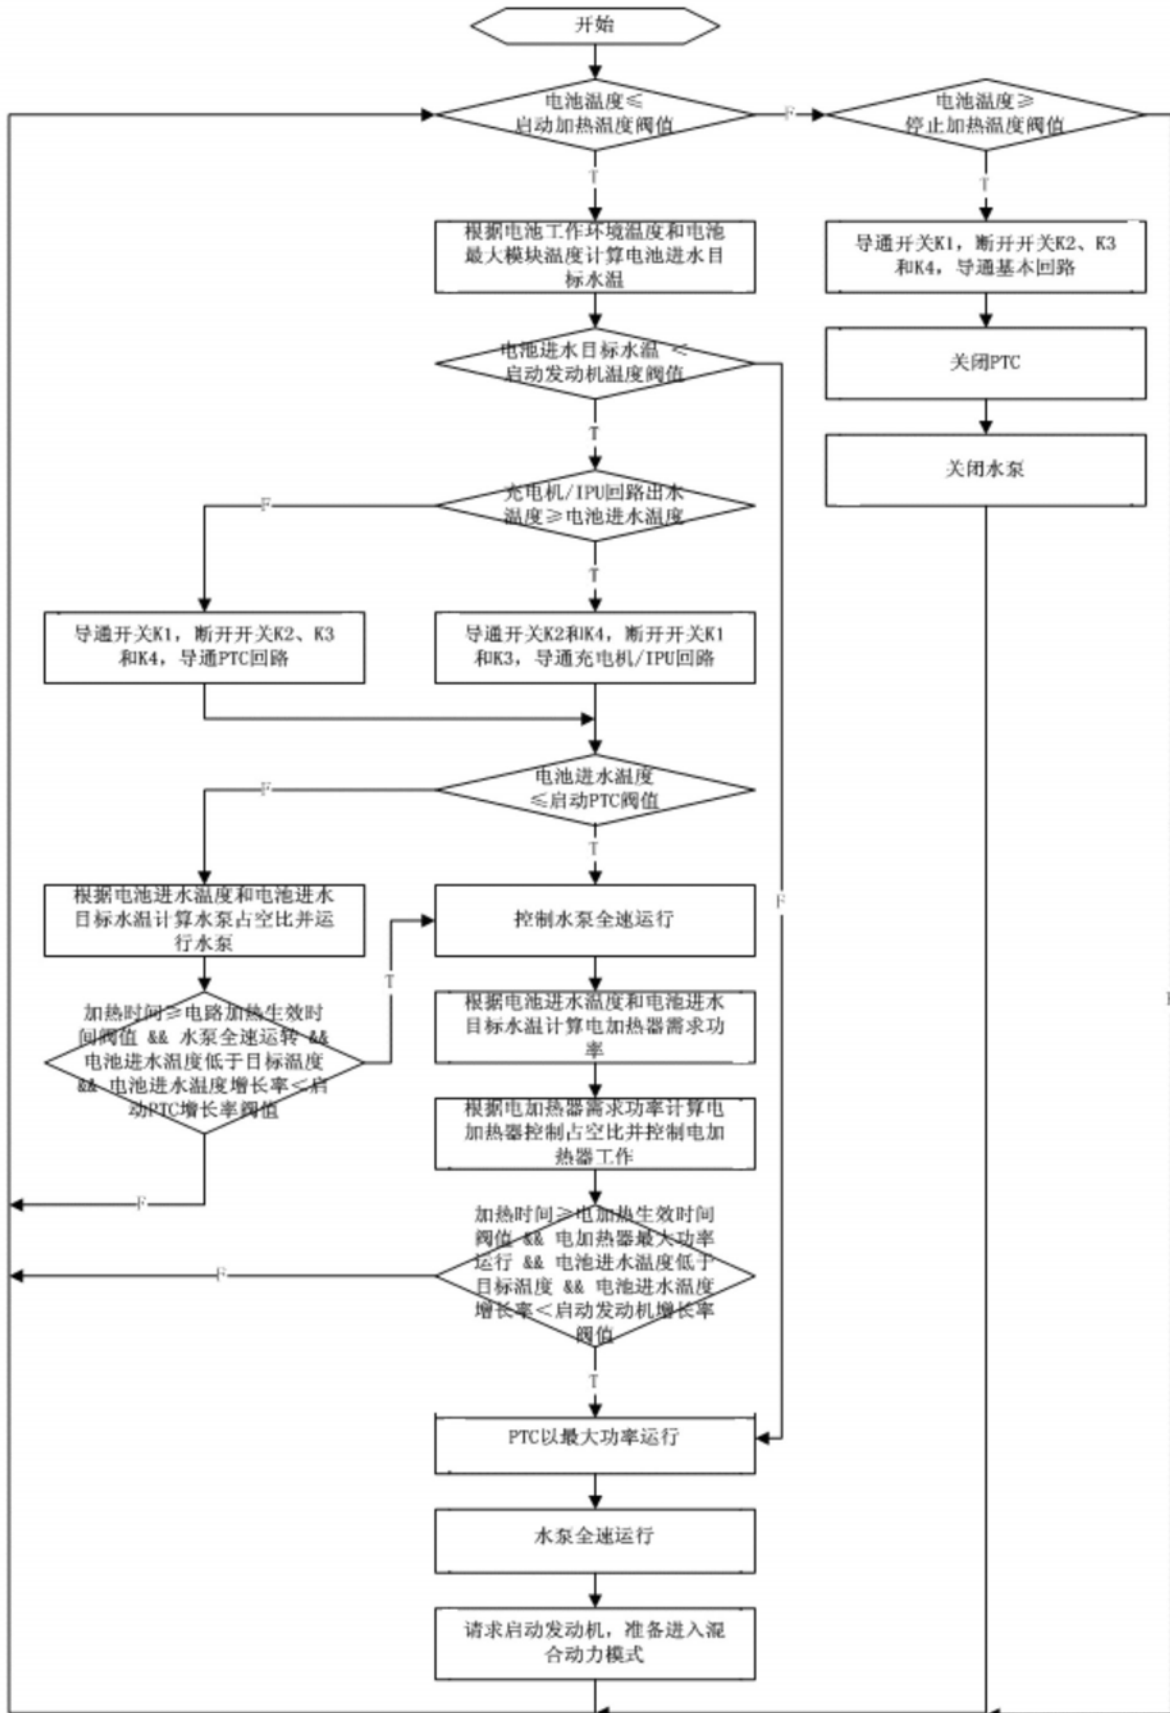 开始
电池温度≤
启动加热温度阀值
F
电池温度≥
停止加热温度阀值
T
T
根据电池工作环境温度和电池
最大模块温度计算电池进水目
标水温
导通开关K1，断开开关K2、K3
和K4，导通基本回路
电池进水目标水温 ≤
启动发动机温度阀值
关闭PTC
T
关闭水泵
充电机/IPU回路出水
温度≥电池进水温度
F
T
导通开关K1，断开开关K2、K3
和K4，导通PTC回路
导通开关K2和K4，断开开关K1
和K3，导通充电机/IPU回路
电池进水温度
≤启动PTC阀值
F
T
根据电池进水温度和电池进水
目标水温计算水泵占空比并运
行水泵
控制水泵全速运行
F
T
加热时间≥电路加热生效时
间阀值 && 水泵全速运转 &&
电池进水温度低于目标温度
&& 电池进水温度增长率＜启
动PTC增长率阀值
根据电池进水温度和电池进水
目标水温计算电加热器需求功
率
根据电加热器需求功率计算电
加热器控制占空比并控制电加
热器工作
F
加热时间≥电加热生效时间
阀值 && 电加热器最大功率
运行 && 电池进水温度低于
目标温度 && 电池进水温度
增长率＜启动发动机增长率
阀值
F
T
PTC以最大功率运行
水泵全速运行
请求启动发动机，准备进入混
合动力模式